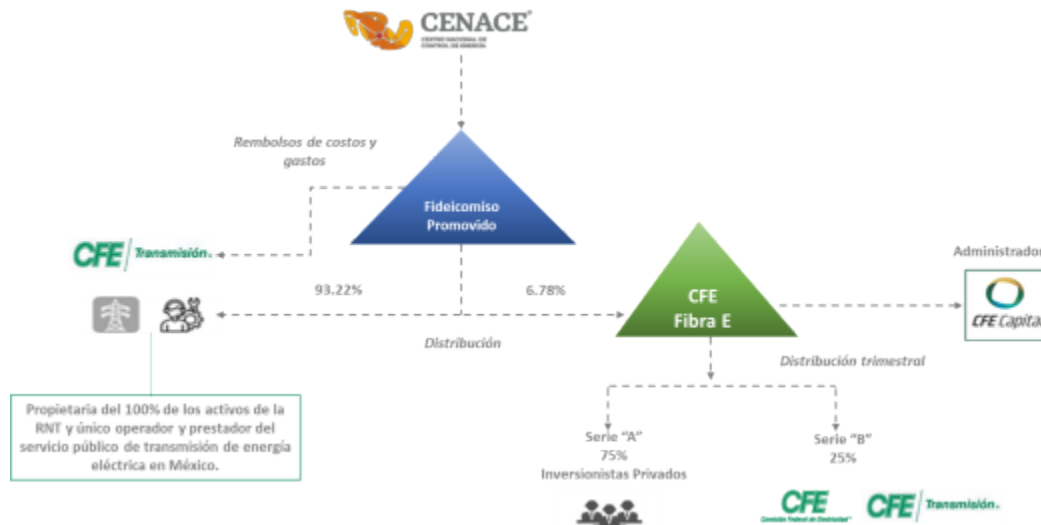 CENACE
CENTRO NACIONAL DE
CONTROL DE ENERGÍA
Rembolsos de costos y
gastos
Fideicomiso
Promovido
CFE Transmisión
93.22%
6.78%
Distribución
CFE
Fibra E
Administrador
CFE Capital
Distribución trimestral
Propietaria del 100% de los activos de la
RNT y único operador y prestador del
servicio público de transmisión de energía
eléctrica en México.
Serie "A"
75%
Inversionistas Privados
Serie "B"
25%
CFE
Comisión Federal de Electricidad
CFE Transmisión